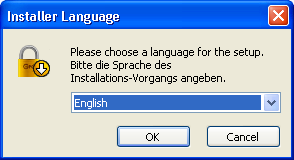 Installer Language
Please choose a language for the setup.
Bitte die Sprache des
Installations-Vorgangs angeben.
English
OK
Cancel